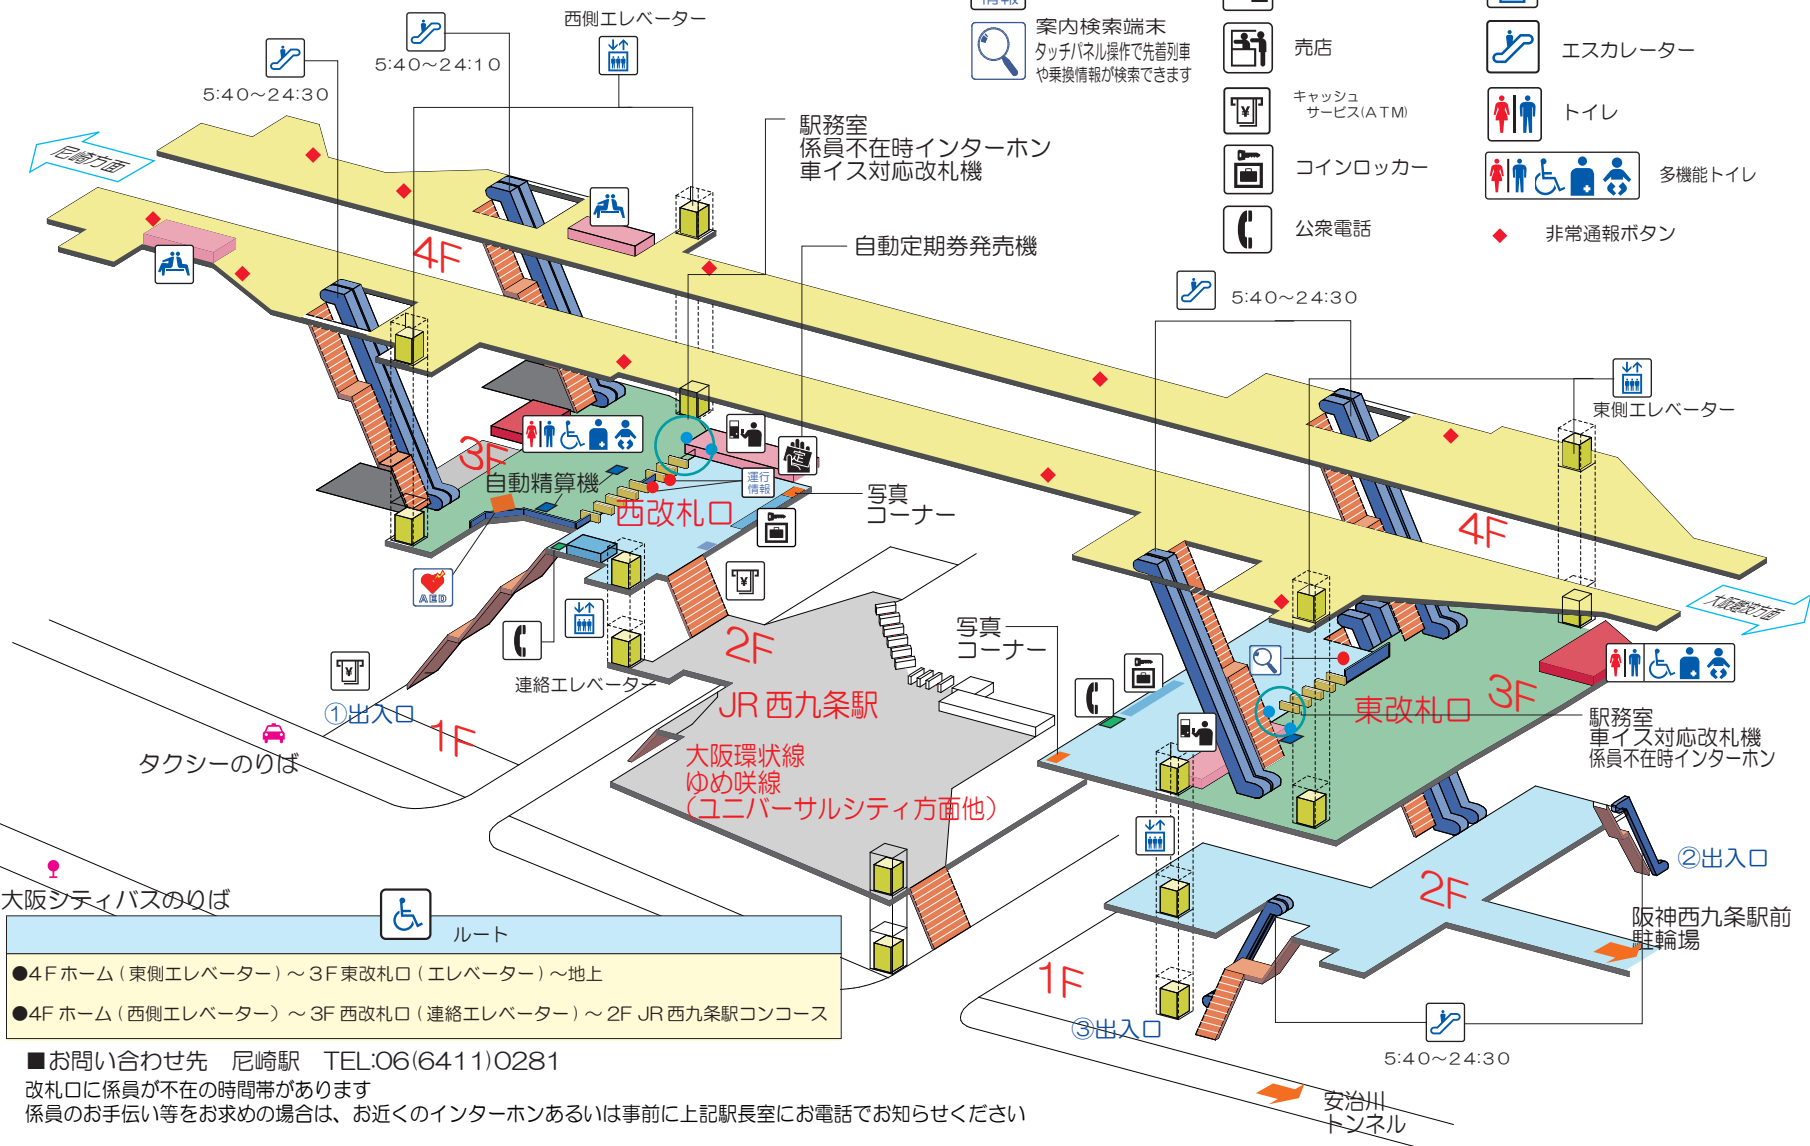 西側エレベーター
5:40～24:10
5:40～24:30
尼崎方面
情報
案内検索端末
タッチパネル操作で先着列車
や乗換情報が検索できます
売店
エスカレーター
キャッシュ
サービス(ATM)
トイレ
コインロッカー
多機能トイレ
公衆電話
非常通報ボタン
駅務室
係員不在時インターホン
車イス対応改札機
自動定期券発売機
4F
5:40～24:30
東側エレベーター
3F
自動精算機
定
運行
情報
西改札口
写真
コーナー
AED
4F
大阪難波方面
2F
連絡エレベーター
写真
コーナー
①出入口
1F
タクシーのりば
JR 西九条駅
大阪環状線
ゆめ咲線
(ユニバーサルシティ方面他)
東改札口
3F
駅務室
車イス対応改札機
係員不在時インターホン
②出入口
2F
阪神西九条駅前
駐輪場
大阪シティバスのりば
ルート
●4Fホーム(東側エレベーター)～3F東改札口(エレベーター)～地上
●4Fホーム(西側エレベーター)～3F西改札口(連絡エレベーター)～2F JR西九条駅コンコース
1F
③出入口
5:40～24:30
安治川
トンネル
■お問い合わせ先 尼崎駅 TEL:06(6411)0281
改札口に係員が不在の時間帯があります
係員のお手伝い等をお求めの場合は、お近くのインターホンあるいは事前に上記駅長室にお電話でお知らせください